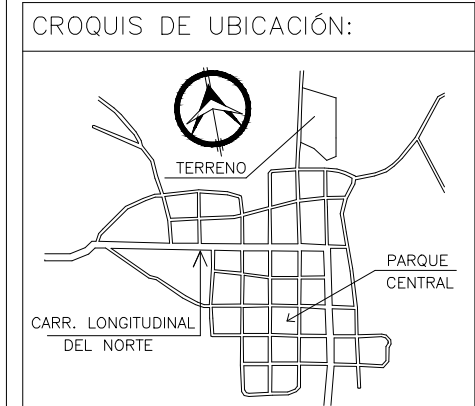 CROQUIS DE UBICACIÓN:
TERRENO
PARQUE
CENTRAL
CARR. LONGITUDINAL
DEL NORTE